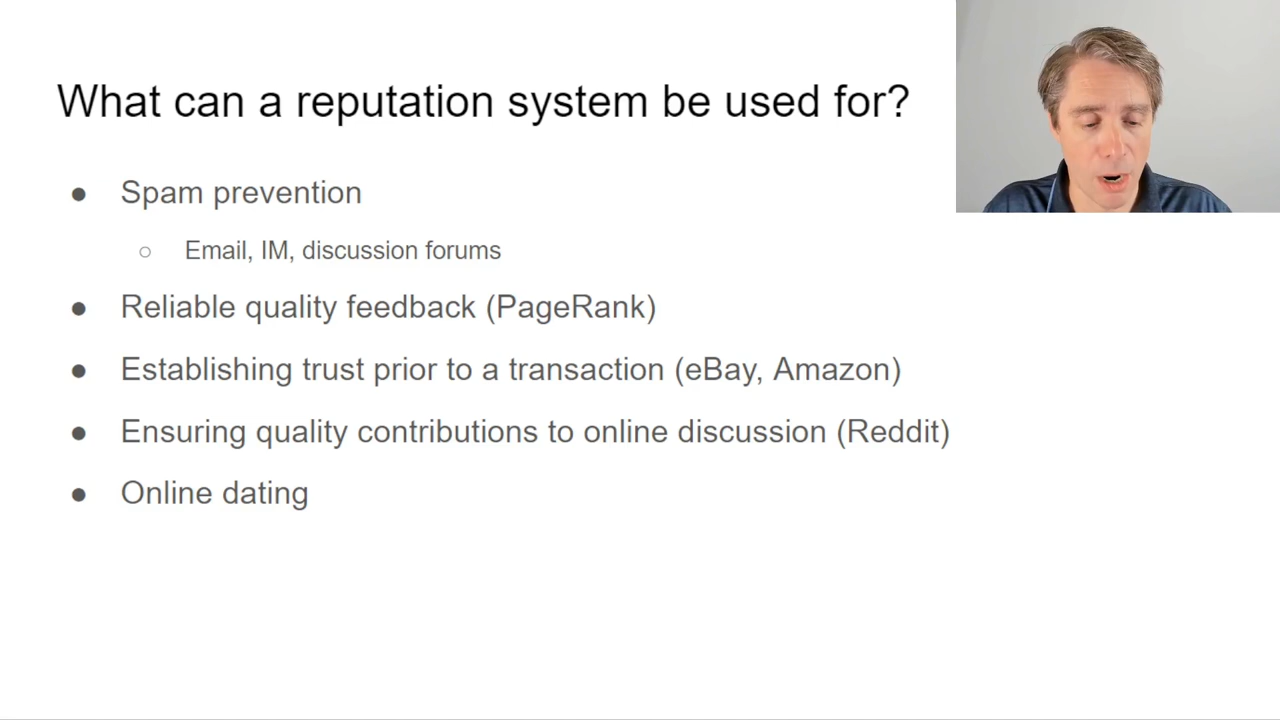 What can a reputation system be used for?
● Spam prevention
○ Email, IM, discussion forums
● Reliable quality feedback (PageRank)
● Establishing trust prior to a transaction (eBay, Amazon)
● Ensuring quality contributions to online discussion (Reddit)
● Online dating